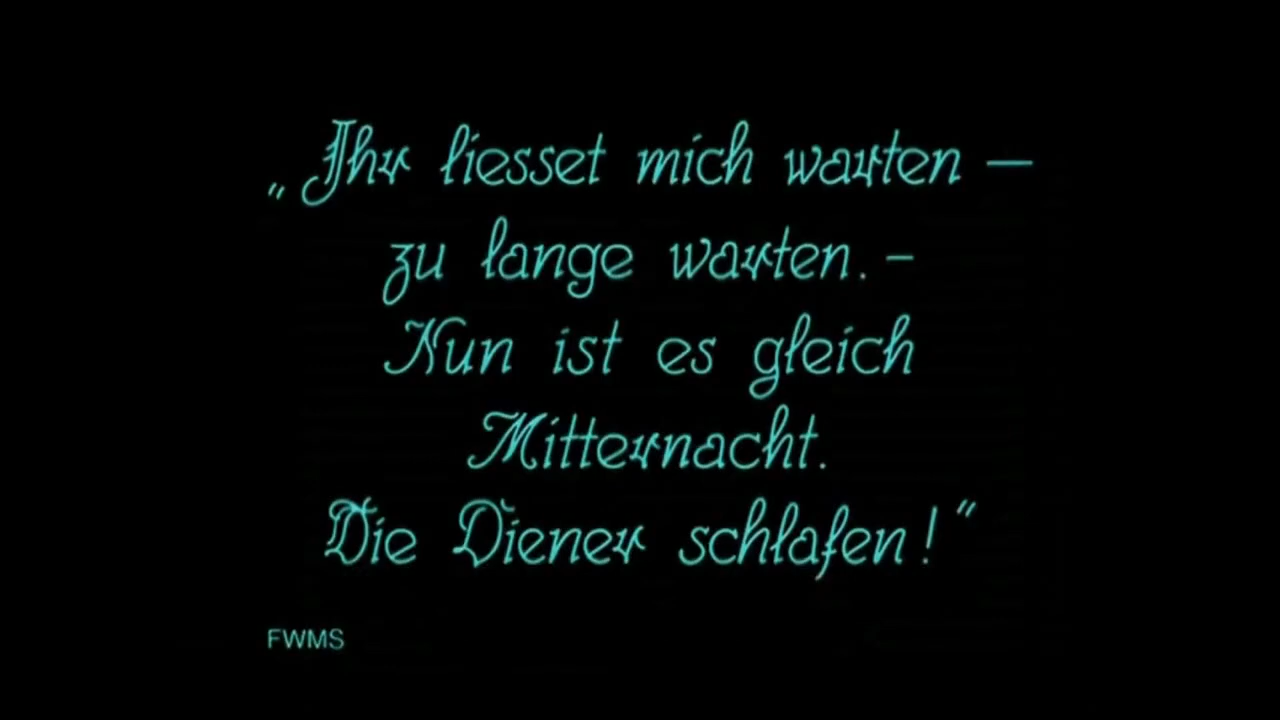 „Ihr liesset mich warten —
zu lange warten. –
Nun ist es gleich
Mitternacht.
Die Diener schlafen!“
FWMS